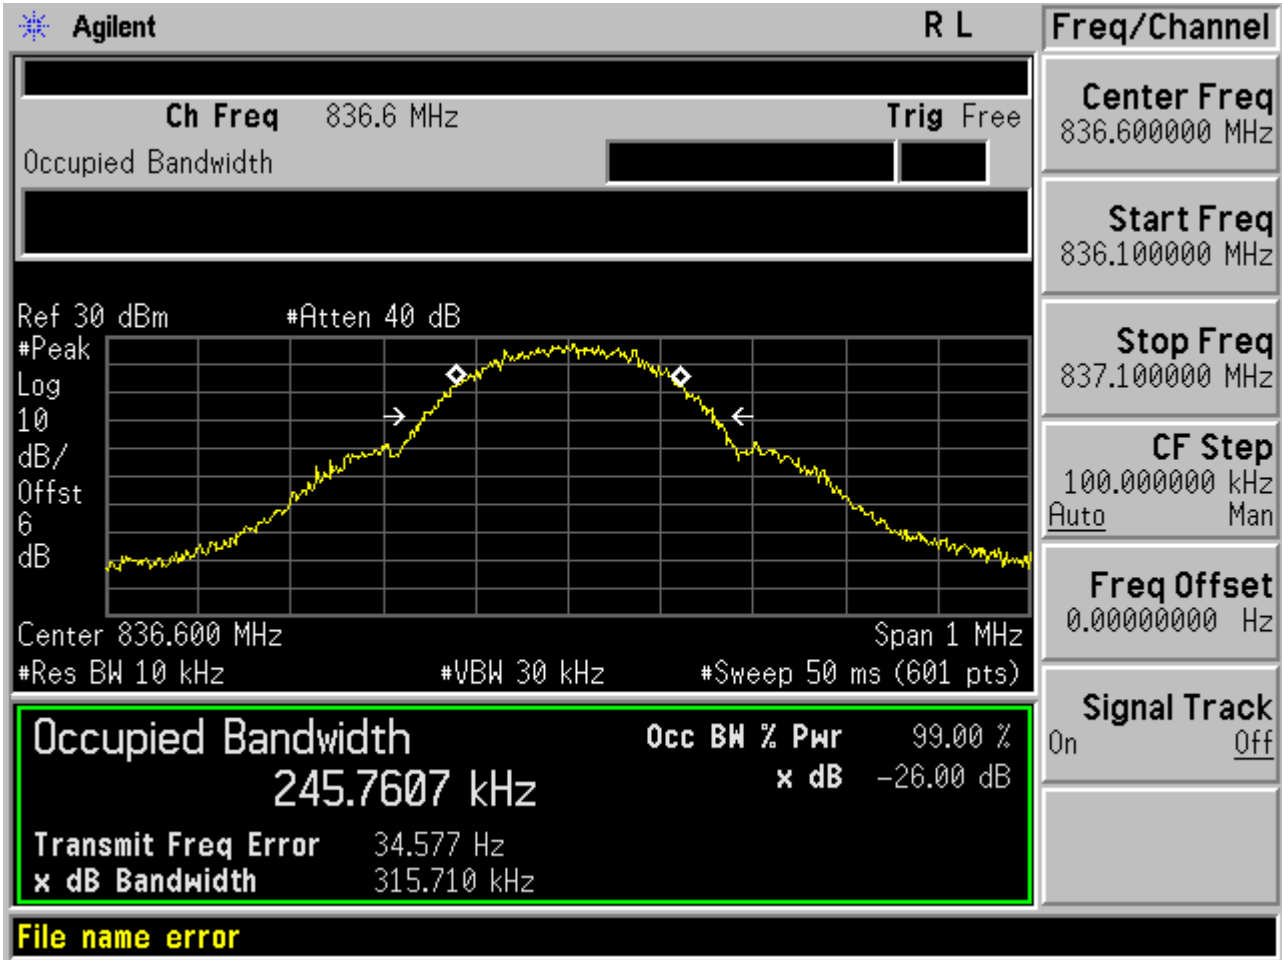 Agilent R L Freq/Channel
Ch Freq 836.6 MHz Trig Free
Occupied Bandwidth
Center Freq
836.600000 MHz
Start Freq
836.100000 MHz
Stop Freq
837.100000 MHz
CF Step
100.000000 kHz
Auto Man
Freq Offset
0.00000000 Hz
Signal Track
On Off
Ref 30 dBm #Atten 40 dB
#Peak
Log
10
dB/
Offst
6
dB
Center 836.600 MHz Span 1 MHz
#Res BW 10 kHz #VBW 30 kHz #Sweep 50 ms (601 pts)
Occupied Bandwidth Occ BW % Pwr 99.00 %
245.7607 kHz x dB -26.00 dB
Transmit Freq Error 34.577 Hz
x dB Bandwidth 315.710 kHz
File name error